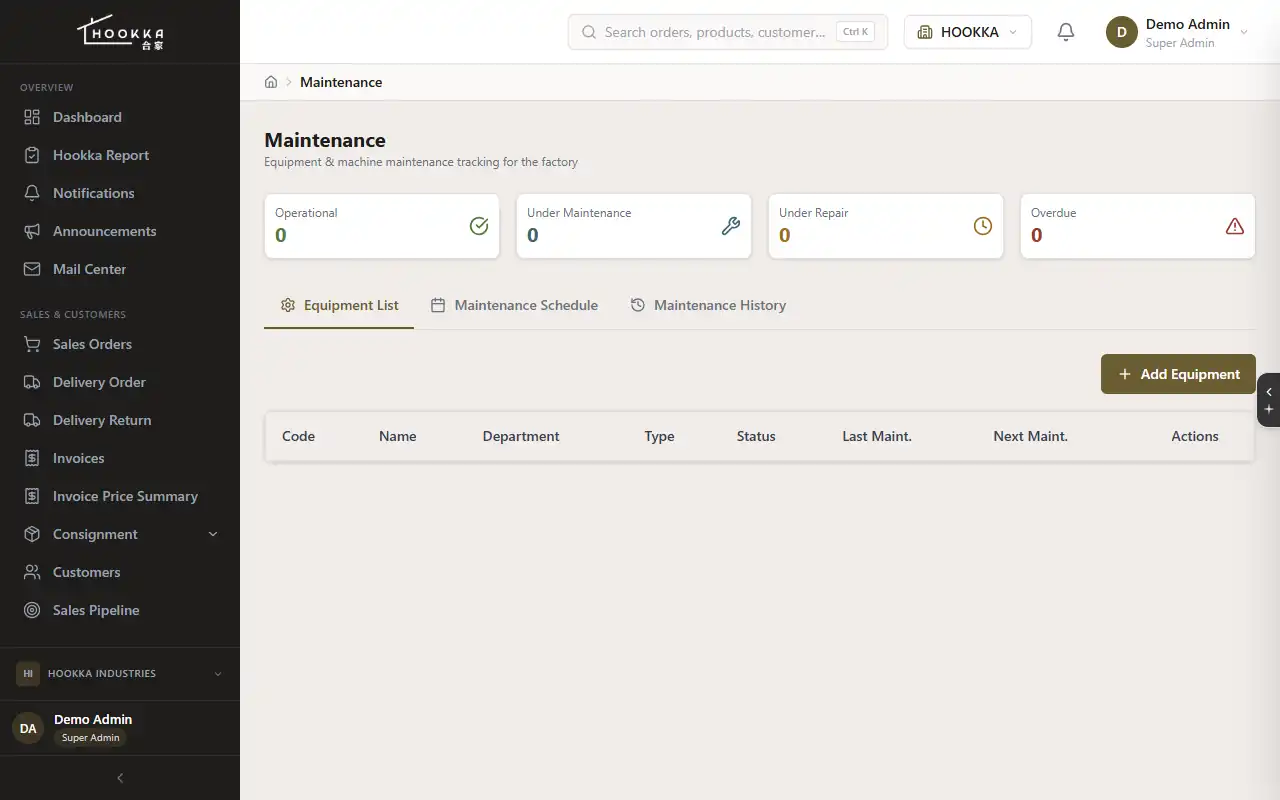 HOOKKA
合家
OVERVIEW
Dashboard
Hookka Report
Notifications
Announcements
Mail Center
SALES & CUSTOMERS
Sales Orders
Delivery Order
Delivery Return
Invoices
Invoice Price Summary
Consignment
Customers
Sales Pipeline
HI HOOKKA INDUSTRIES
DA Demo Admin
Super Admin
Search orders, products, customer... Ctrl K
HOOKKA
D Demo Admin
Super Admin
Maintenance
Maintenance
Equipment & machine maintenance tracking for the factory
Operational
0
Under Maintenance
0
Under Repair
0
Overdue
0
Equipment List Maintenance Schedule Maintenance History
+ Add Equipment
Code Name Department Type Status Last Maint. Next Maint. Actions